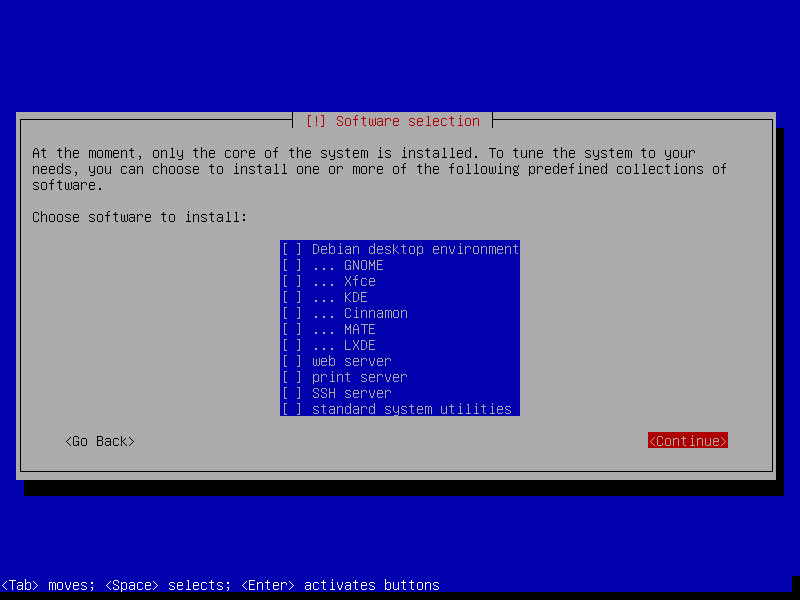 [!] Software selection
At the moment, only the core of the system is installed. To tune the system to your
needs, you can choose to install one or more of the following predefined collections of
software.
Choose software to install:
[ ] Debian desktop environment
[ ] ... GNOME
[ ] ... Xfce
[ ] ... KDE
[ ] ... Cinnamon
[ ] ... MATE
[ ] ... LXDE
[ ] web server
[ ] print server
[ ] SSH server
[ ] standard system utilities
<Go Back> <Continue>
<Tab> moves; <Space> selects; <Enter> activates buttons